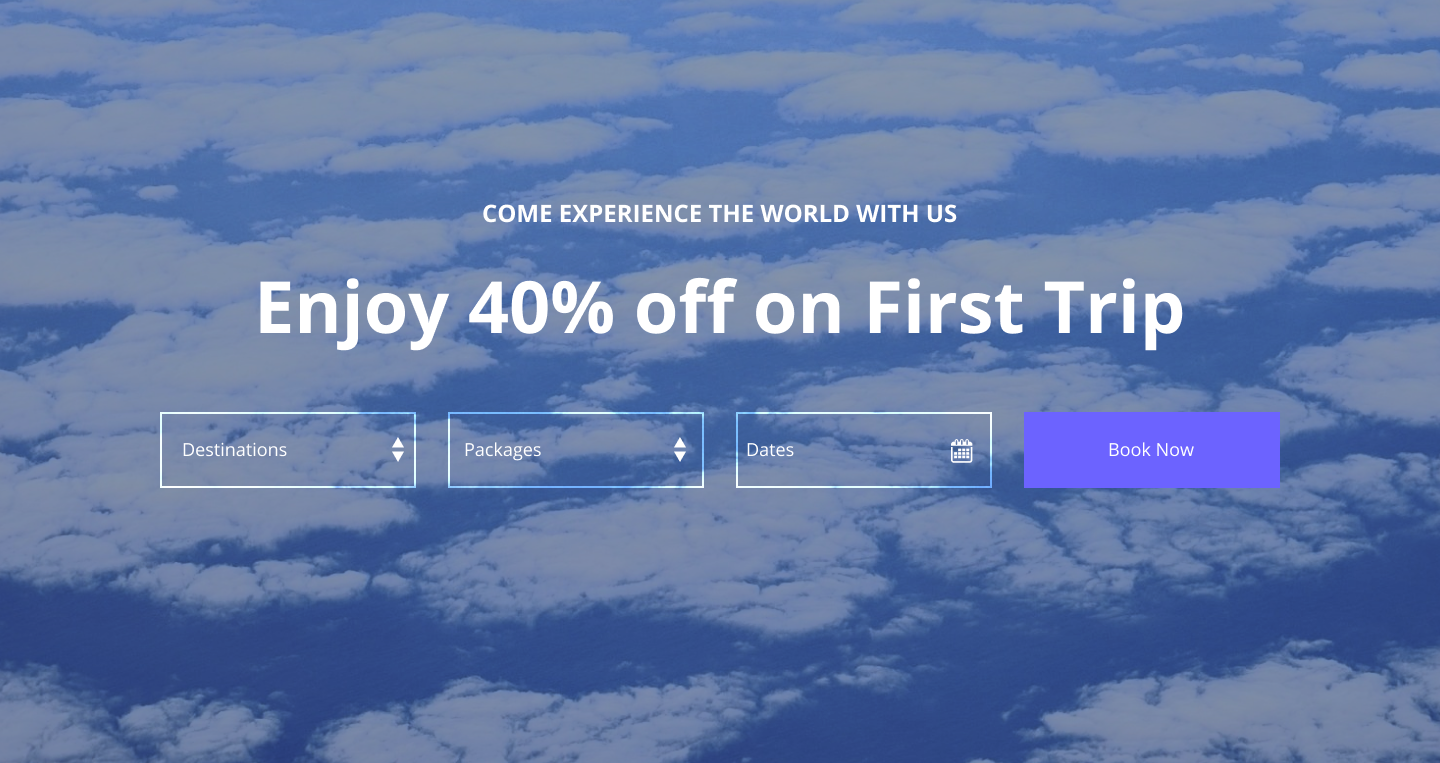 COME EXPERIENCE THE WORLD WITH US
Enjoy 40% off on First Trip
Destinations
Packages
Dates
Book Now